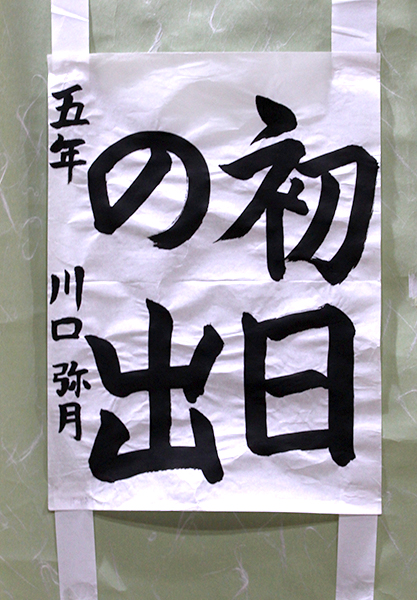 初日
の出
五年 川口弥月